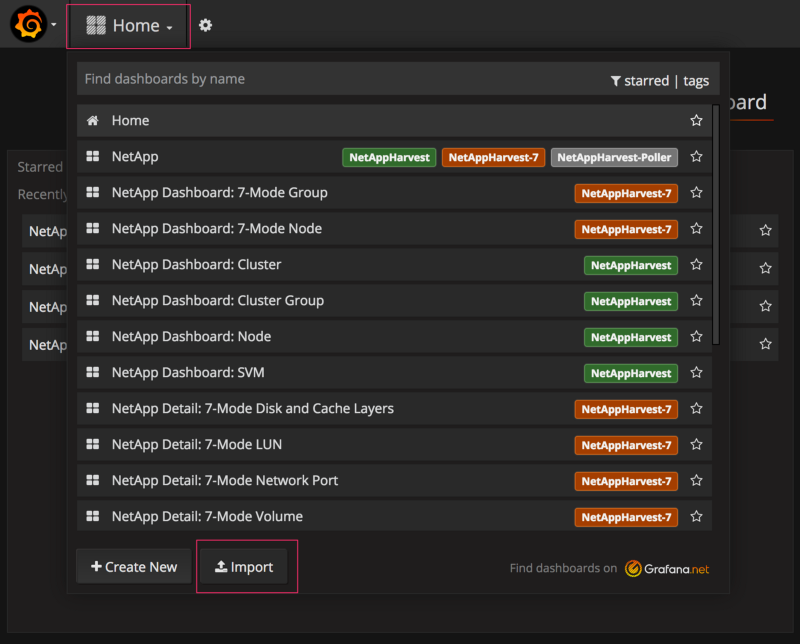 Home
Find dashboards by name
starred | tags
oard
Home
NetApp NetAppHarvest NetAppHarvest-7 NetAppHarvest-Poller
NetApp Dashboard: 7-Mode Group NetAppHarvest-7
NetApp Dashboard: 7-Mode Node NetAppHarvest-7
NetApp Dashboard: Cluster NetAppHarvest
NetApp Dashboard: Cluster Group NetAppHarvest
NetApp Dashboard: Node NetAppHarvest
NetApp Dashboard: SVM NetAppHarvest
NetApp Detail: 7-Mode Disk and Cache Layers NetAppHarvest-7
NetApp Detail: 7-Mode LUN NetAppHarvest-7
NetApp Detail: 7-Mode Network Port NetAppHarvest-7
NetApp Detail: 7-Mode Volume NetAppHarvest-7
Create New
Import
Find dashboards on Grafana.net
Starred
Recently
NetAp
NetAp
NetAp
NetAp